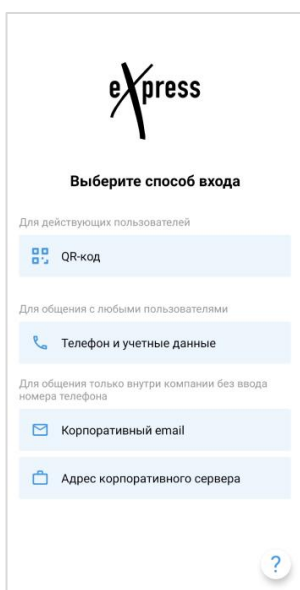 eXpress
Выберите способ входа
Для действующих пользователей
QR-код
Для общения с любыми пользователями
Телефон и учетные данные
Для общения только внутри компании без ввода
номера телефона
Корпоративный email
Адрес корпоративного сервера
?